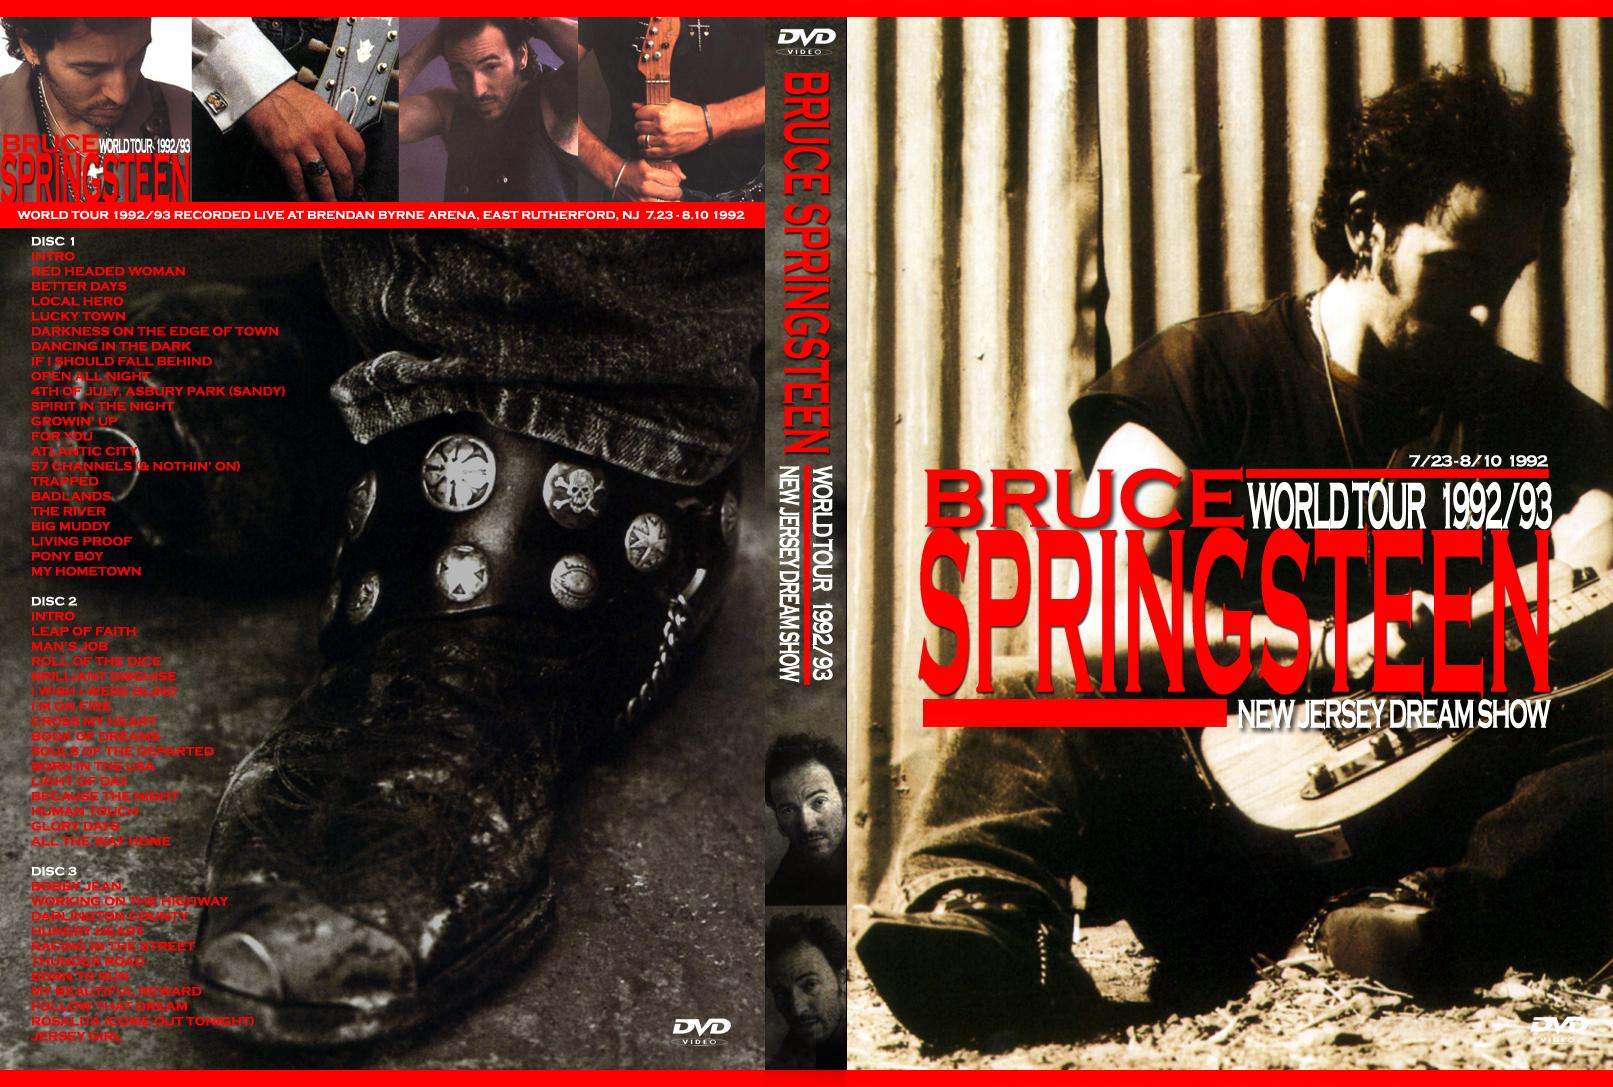 BRUCE WORLD TOUR 1992/93
SPRINGSTEEN
WORLD TOUR 1992/93 RECORDED LIVE AT BRENDAN BYRNE ARENA, EAST RUTHERFORD, NJ 7.23 - 8.10 1992
DISC 1
INTRO
RED HEADED WOMAN
BETTER DAYS
LOCAL HERO
LUCKY TOWN
DARKNESS ON THE EDGE OF TOWN
DANCING IN THE DARK
IF I SHOULD FALL BEHIND
OPEN ALL NIGHT
4TH OF JULY, ASBURY PARK (SANDY)
SPIRIT IN THE NIGHT
GROWIN' UP
FOR YOU
ATLANTIC CITY
57 CHANNELS (& NOTHIN' ON)
TRAPPED
BADLANDS
THE RIVER
BIG MUDDY
LIVING PROOF
PONY BOY
MY HOMETOWN
DISC 2
INTRO
LEAP OF FAITH
MAN'S JOB
ROLL OF THE DICE
BRILLIANT DISGUISE
I WISH I WERE BLIND
I'M ON FIRE
CROSS MY HEART
BOOK OF DREAMS
SOULS OF THE DEPARTED
BORN IN THE USA
LIGHT OF DAY
BECAUSE THE NIGHT
HUMAN TOUCH
GLORY DAYS
ALL THE WAY HOME
DISC 3
BOBBY JEAN
WORKING ON THE HIGHWAY
DARLINGTON COUNTY
HUNGRY HEART
RACING IN THE STREET
THUNDER ROAD
BORN TO RUN
MY BEAUTIFUL REWARD
FOLLOW THAT DREAM
ROSALITA (COME OUT TONIGHT)
JERSEY GIRL
DVD
VIDEO
DVD
VIDEO
BRUCE SPRINGSTEEN
WORLD TOUR 1992/93
NEW JERSEY DREAM SHOW
7/23-8/10 1992
BRUCE WORLD TOUR 1992/93
SPRINGSTEEN
NEW JERSEY DREAM SHOW
DVD
VIDEO